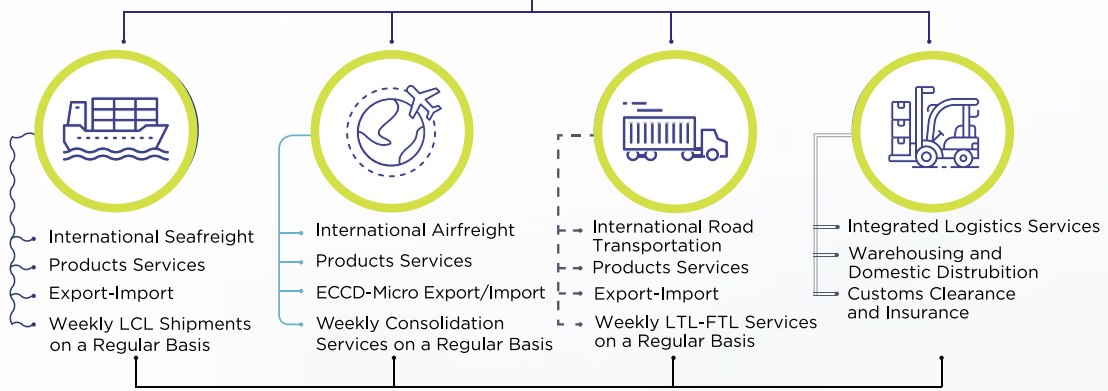 International Seafreight
Products Services
Export-Import
Weekly LCL Shipments
on a Regular Basis
International Airfreight
Products Services
ECCD-Micro Export/Import
Weekly Consolidation
Services on a Regular Basis
International Road
Transportation
Products Services
Export-Import
Weekly LTL-FTL Services
on a Regular Basis
Integrated Logistics Services
Warehousing and
Domestic Distrubition
Customs Clearance
and Insurance